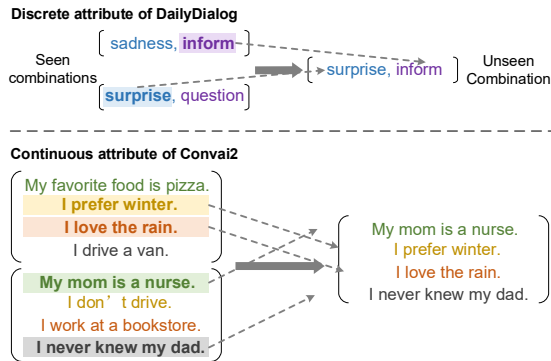 Discrete attribute of DailyDialog
Seen combinations
sadness, inform
surprise, question
surprise, inform
Unseen Combination
Continuous attribute of Convai2
My favorite food is pizza.
I prefer winter.
I love the rain.
I drive a van.
My mom is a nurse.
I don’t drive.
I work at a bookstore.
I never knew my dad.
My mom is a nurse.
I prefer winter.
I love the rain.
I never knew my dad.